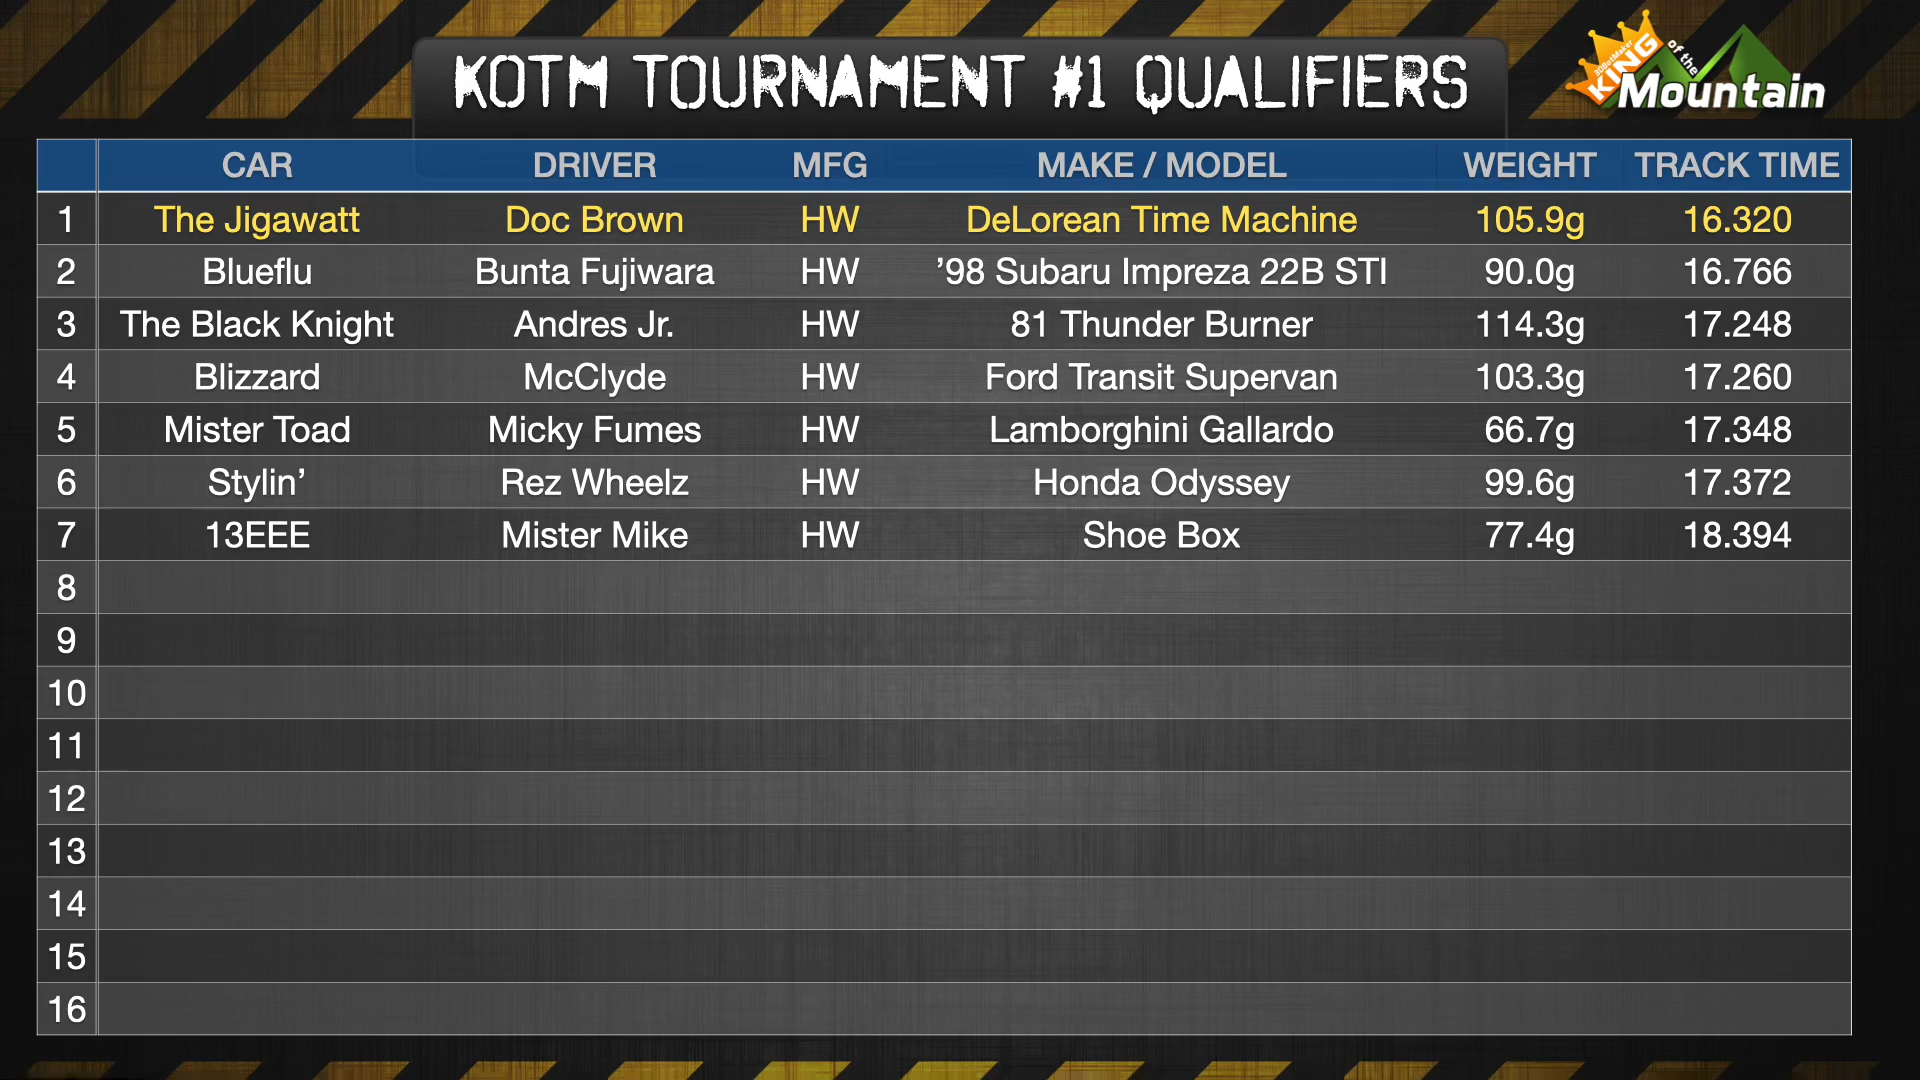 KOTM TOURNAMENT #1 QUALIFIERS
3DBotMaker
KING
of the
Mountain
CAR DRIVER MFG MAKE / MODEL WEIGHT TRACK TIME
1 The Jigawatt Doc Brown HW DeLorean Time Machine 105.9g 16.320
2 Blueflu Bunta Fujiwara HW ’98 Subaru Impreza 22B STI 90.0g 16.766
3 The Black Knight Andres Jr. HW 81 Thunder Burner 114.3g 17.248
4 Blizzard McClyde HW Ford Transit Supervan 103.3g 17.260
5 Mister Toad Micky Fumes HW Lamborghini Gallardo 66.7g 17.348
6 Stylin’ Rez Wheelz HW Honda Odyssey 99.6g 17.372
7 13EEE Mister Mike HW Shoe Box 77.4g 18.394
8
9
10
11
12
13
14
15
16